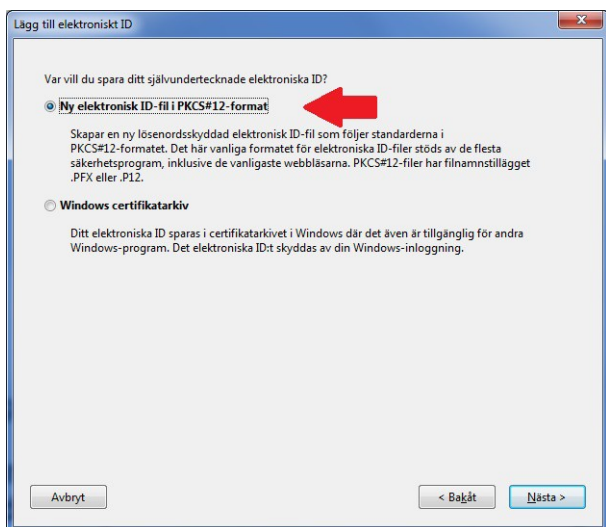 Lägg till elektroniskt ID
Var vill du spara ditt självundertecknade elektroniska ID?
Ny elektronisk ID-fil i PKCS#12-format
Skapar en ny lösenordsskyddad elektronisk ID-fil som följer standarderna i
PKCS#12-formatet. Det här vanliga formatet för elektroniska ID-filer stöds av de flesta
säkerhetsprogram, inklusive de vanligaste webbläsarna. PKCS#12-filer har filnamnstillägget
.PFX eller .P12.
Windows certifikatarkiv
Ditt elektroniska ID sparas i certifikatarkivet i Windows där det även är tillgänglig för andra
Windows-program. Det elektroniska ID:t skyddas av din Windows-inloggning.
Avbryt
< Bakåt
Nästa >